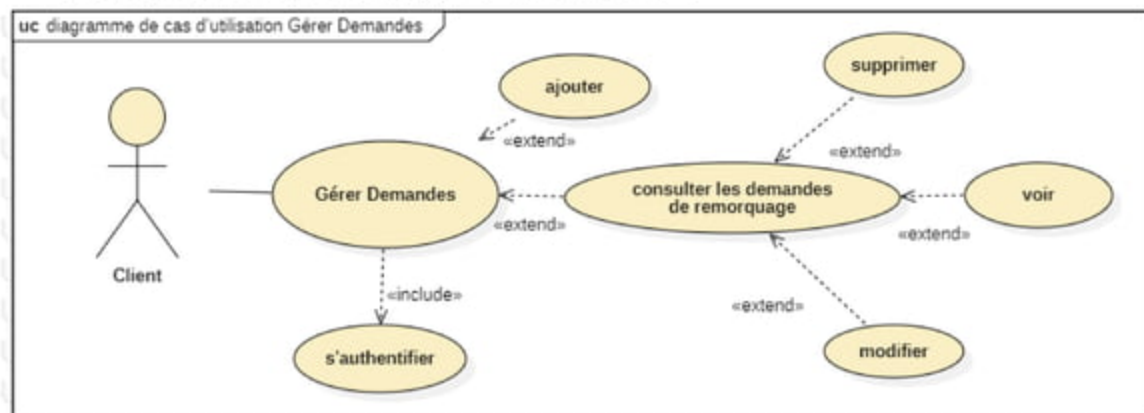 uc diagramme de cas d'utilisation Gérer Demandes
ajouter
supprimer
«extend»
«extend»
Gérer Demandes
consulter les demandes
de remorquage
voir
«extend»
«extend»
Client
«include»
«extend»
s'authentifier
modifier